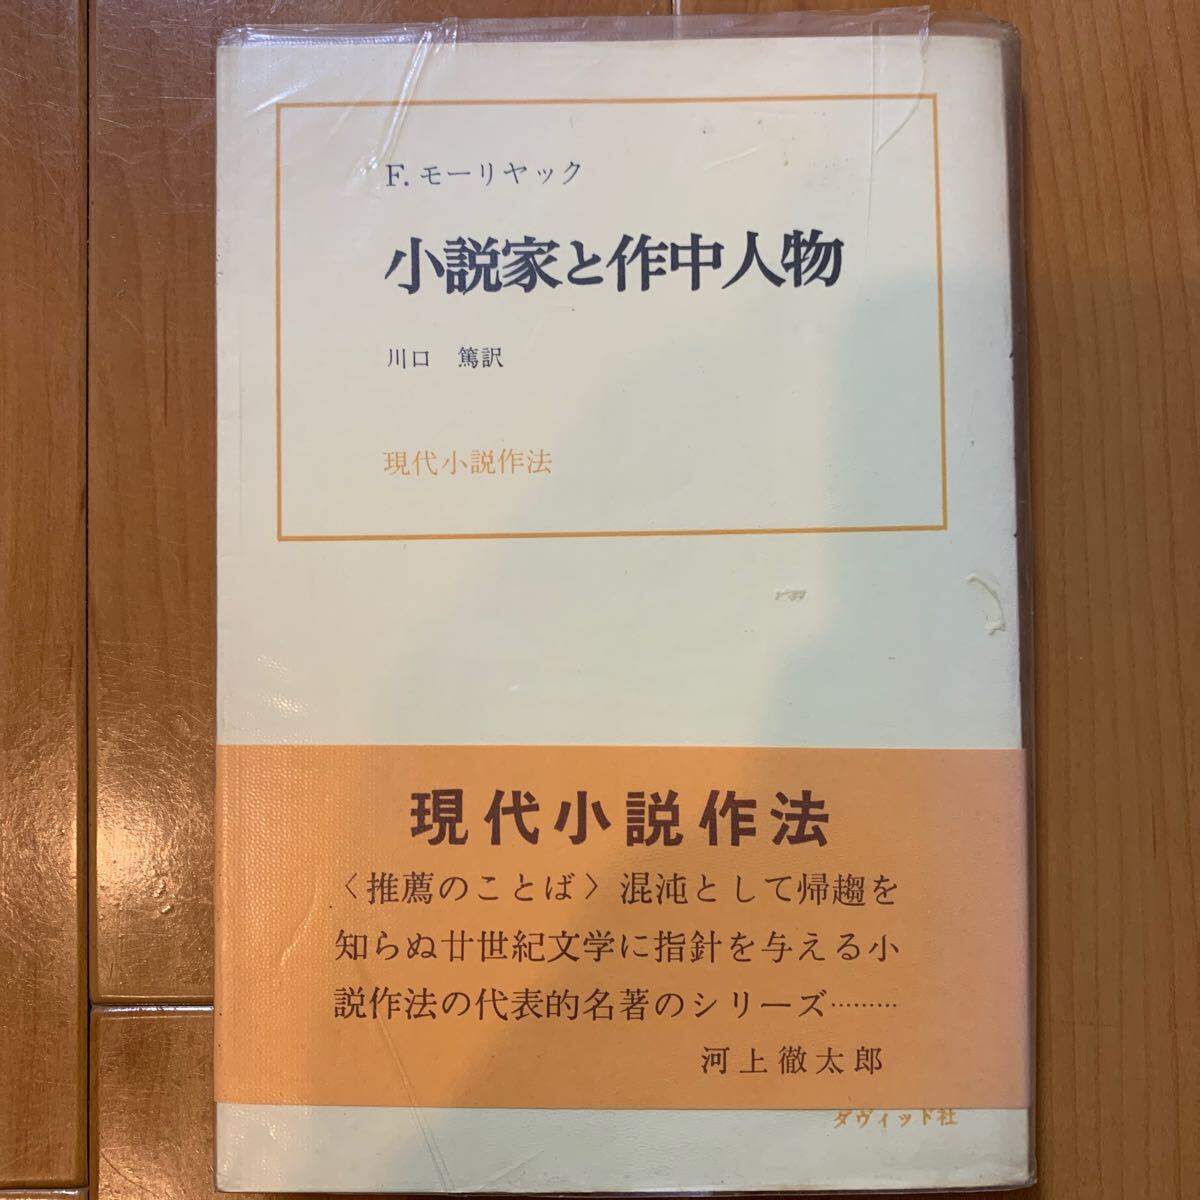 F. モーリヤック
小説家と作中人物
川口 篤訳
現代小説作法
現代小説作法
〈推薦のことば〉混沌として帰趨を
知らぬ廿世紀文学に指針を与える小
説作法の代表的名著のシリーズ………
河上徹太郎
ダヴィッド社